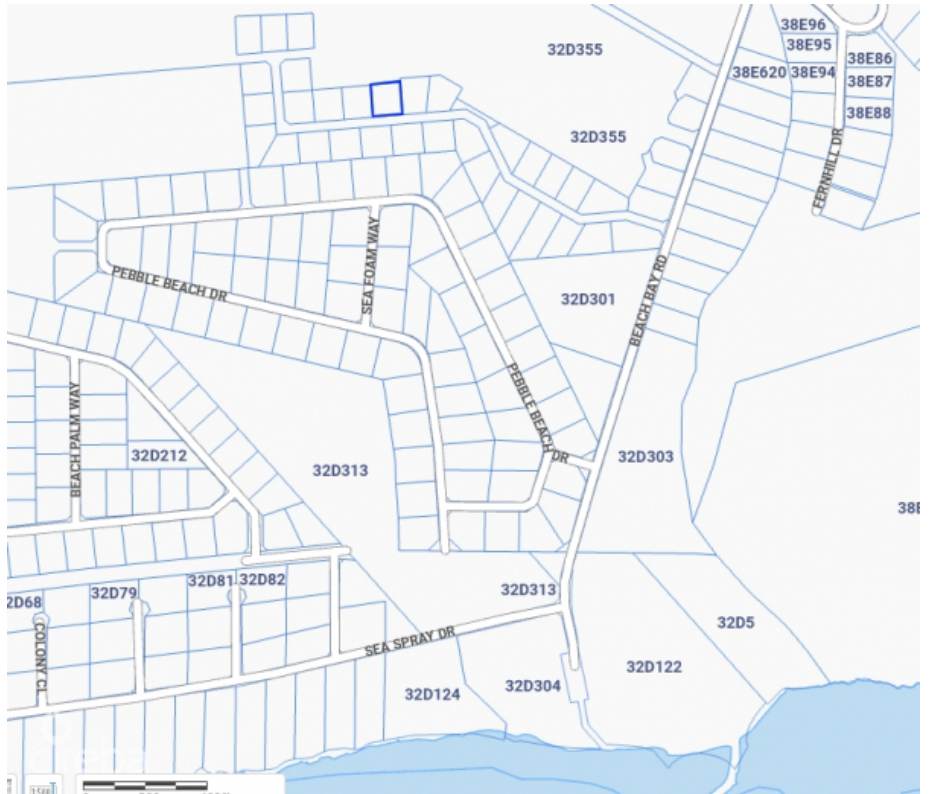 38E96
32D355
38E95
38E86
38E620
38E94
38E87
38E88
32D355
FERNHILL DR
SEA FOAM WAY
PEBBLE BEACH DR
32D301
BEACH BAY RD
PEBBLE BEACH DR
BEACH PALM WAY
32D212
32D313
32D303
32D81
32D82
32D313
32D79
32D5
COLONY CL
SEA SPRAY DR
32D122
32D304
32D124